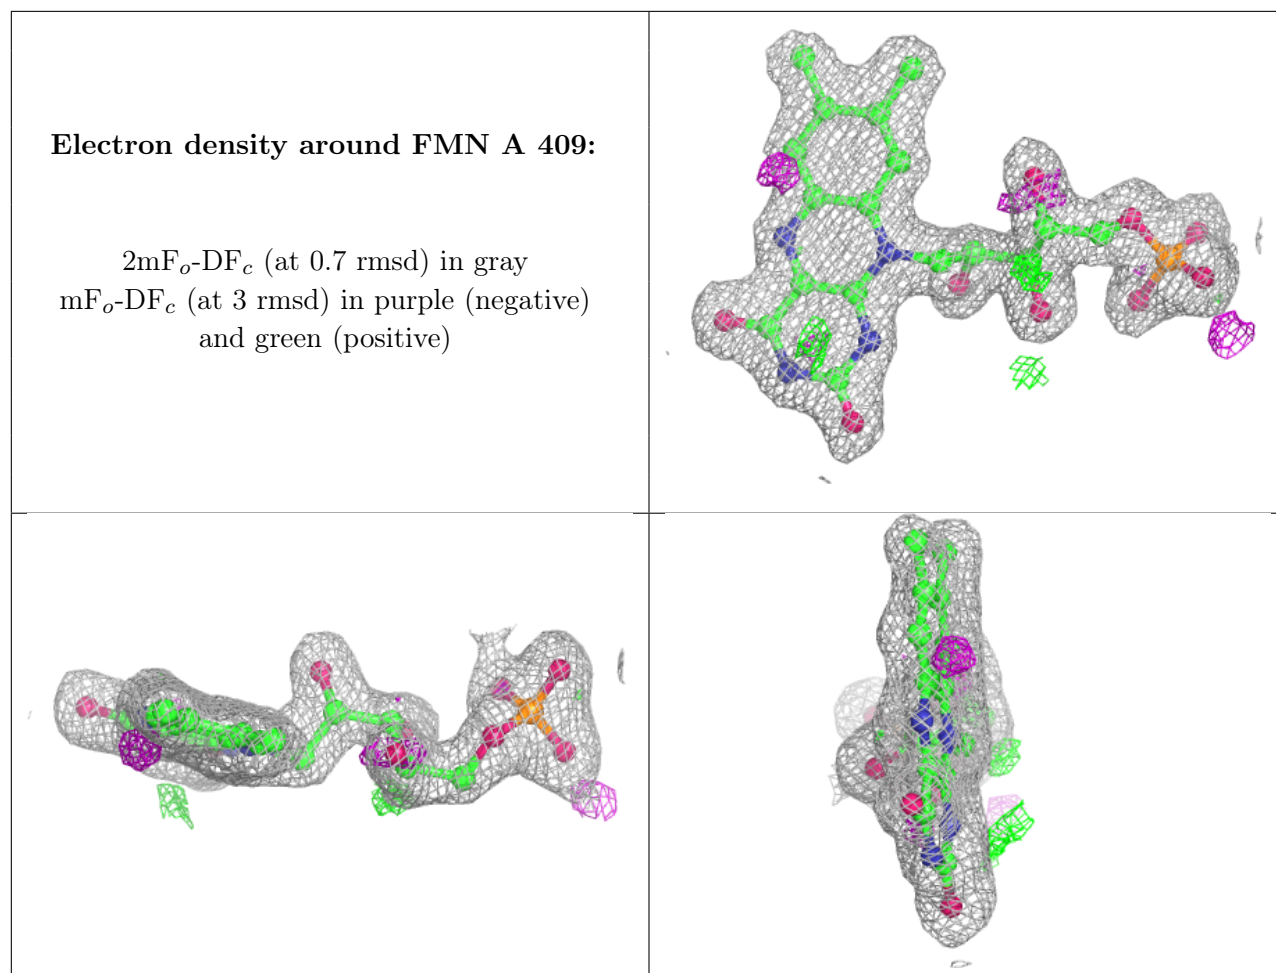 Electron density around FMN A 409:
2mFₒ-DF𝒸 (at 0.7 rmsd) in gray
mFₒ-DF𝒸 (at 3 rmsd) in purple (negative)
and green (positive)